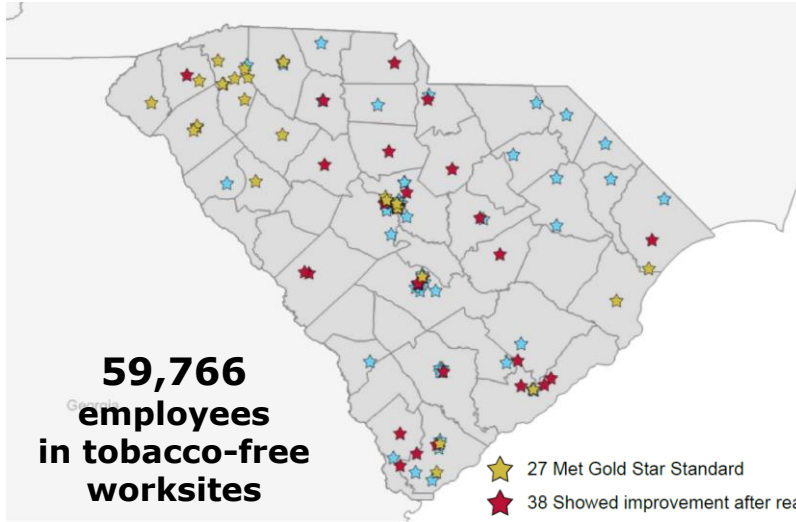 59,766
Georgia
employees
in tobacco-free
worksites
27 Met Gold Star Standard
38 Showed improvement after rea